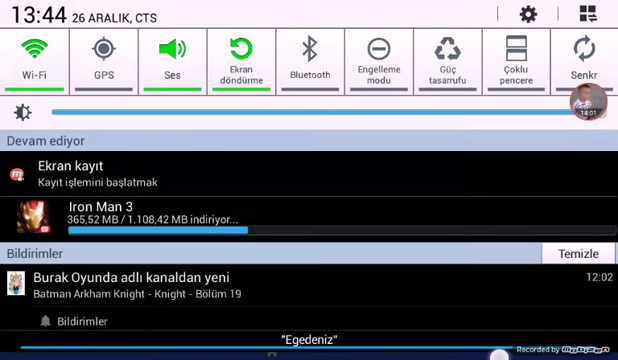 13:44 26 ARALIK, CTS
Wi-Fi
GPS
Ses
Ekran
döndürme
Bluetooth
Engelleme
modu
Güç
tasarrufu
Çoklu
pencere
Senkr
14:01
Devam ediyor
Ekran kayıt
Kayıt işlemini başlatmak
Iron Man 3
365,52 MB / 1.108,42 MB indiriyor...
Bildirimler
Temizle
Burak Oyunda adlı kanaldan yeni
12:02
Batman Arkham Knight - Knight - Bölüm 19
Bildirimler
"Egedeniz"
Recorded by Mobizen